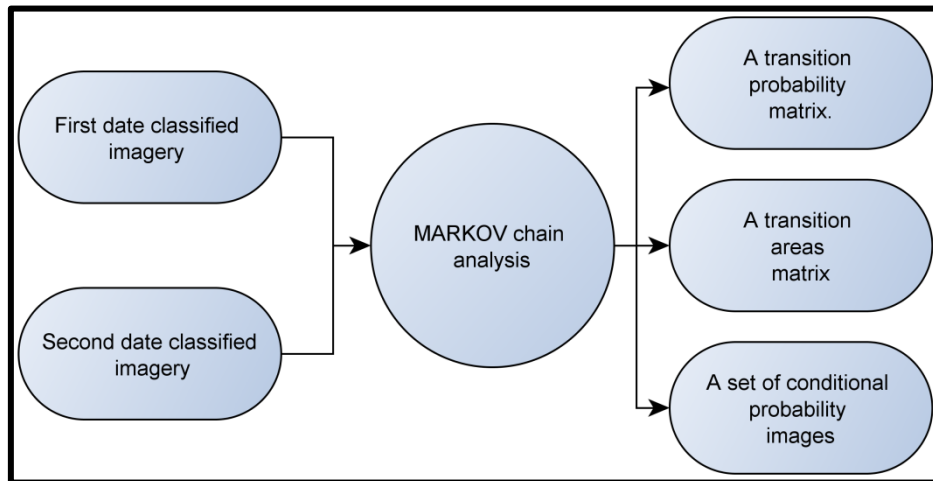 First date classified
imagery
Second date classified
imagery
MARKOV chain
analysis
A transition
probability
matrix.
A transition
areas
matrix
A set of conditional
probability
images